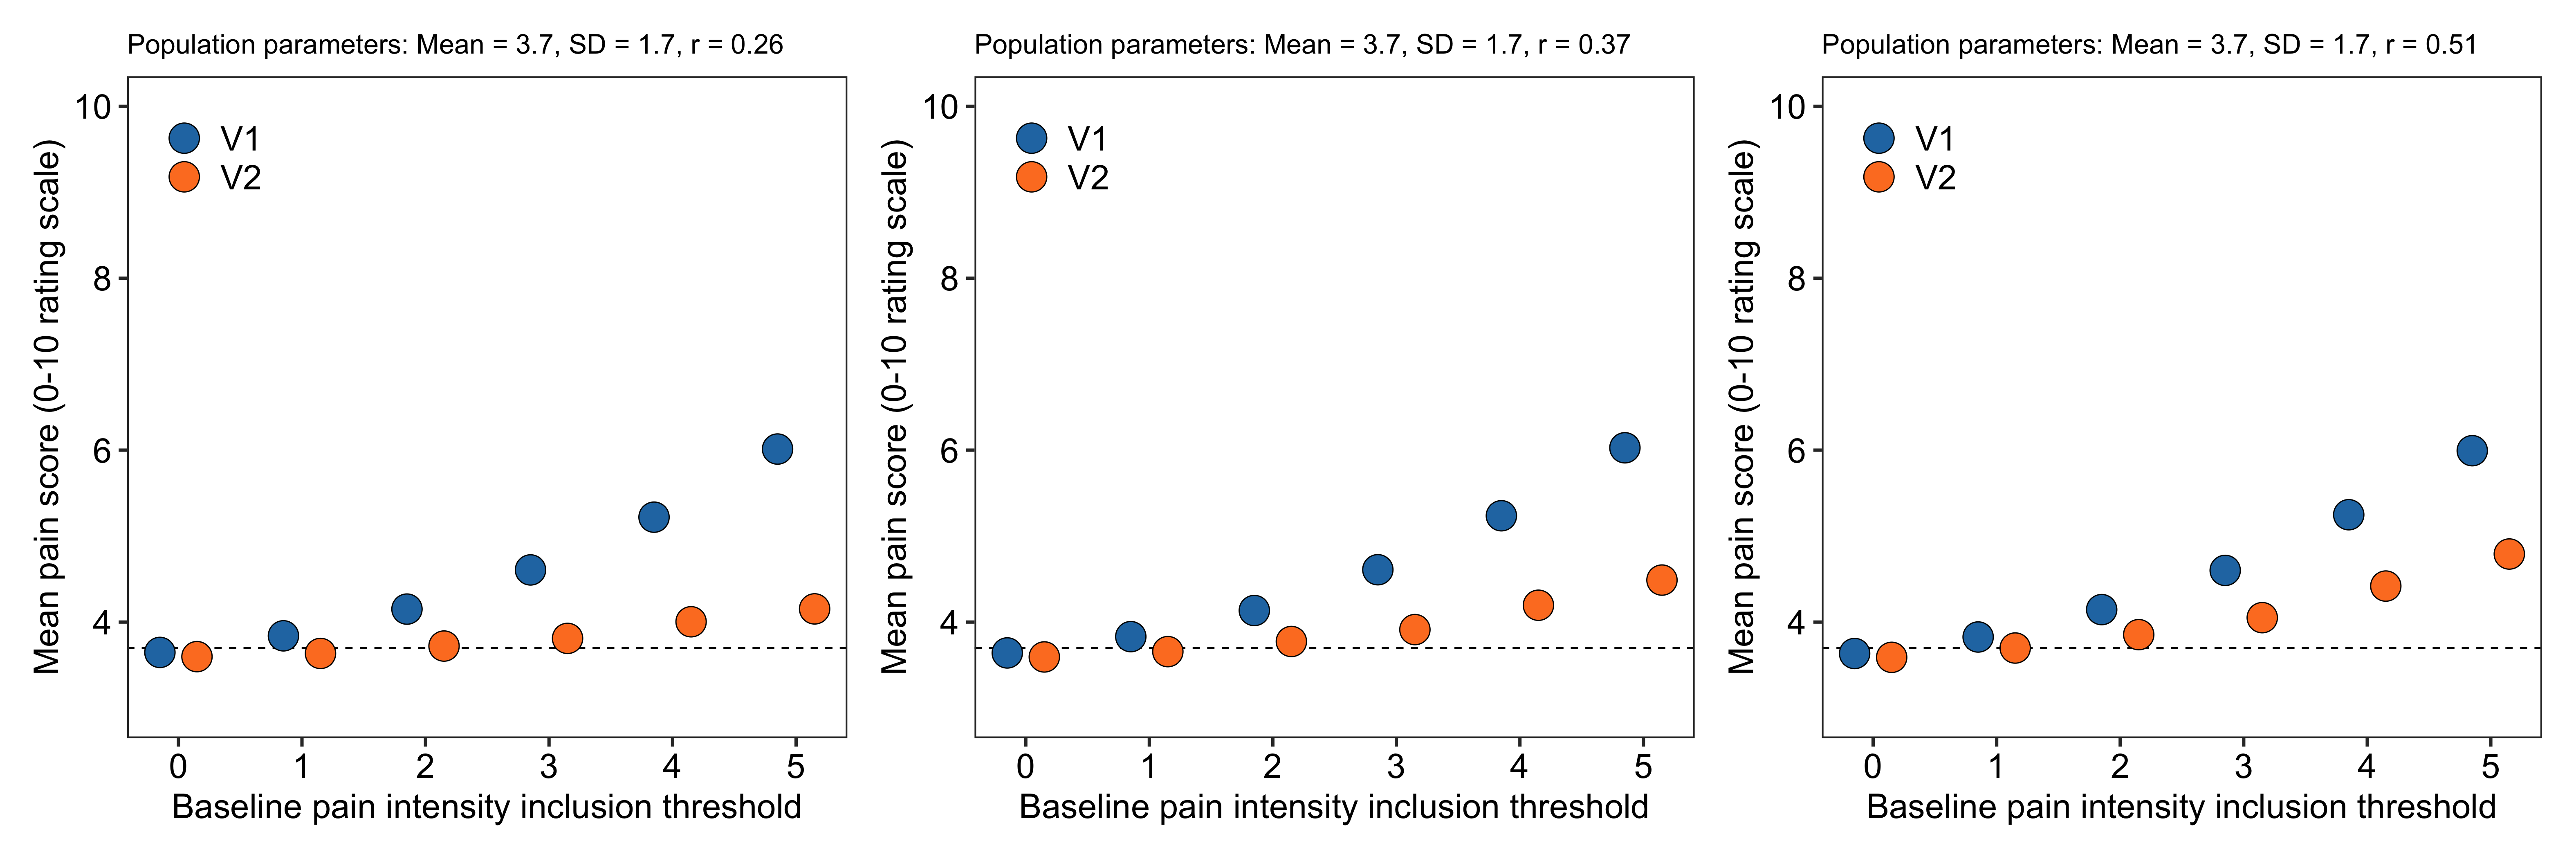 Population parameters: Mean = 3.7, SD = 1.7, r = 0.26
Mean pain score (0-10 rating scale)
10
8
6
4
V1
V2
0 1 2 3 4 5
Baseline pain intensity inclusion threshold
Population parameters: Mean = 3.7, SD = 1.7, r = 0.37
Mean pain score (0-10 rating scale)
10
8
6
4
V1
V2
0 1 2 3 4 5
Baseline pain intensity inclusion threshold
Population parameters: Mean = 3.7, SD = 1.7, r = 0.51
Mean pain score (0-10 rating scale)
10
8
6
4
V1
V2
0 1 2 3 4 5
Baseline pain intensity inclusion threshold